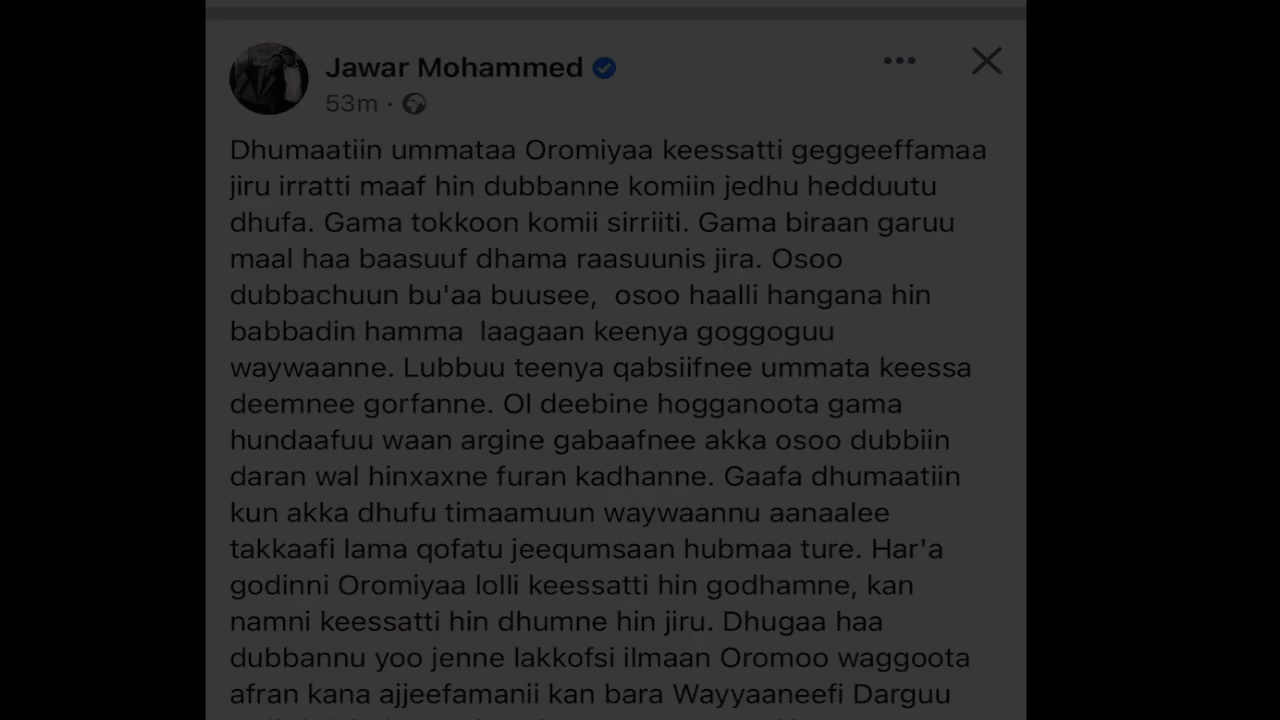 Jawar Mohammed
53m ·
Dhumaatiin ummataa Oromiyaa keessatti geggeeffamaa
jiru irratti maaf hin dubbanne komiin jedhu hedduutu
dhufa. Gama tokkoon komii sirriiti. Gama biraan garuu
maal haa baasuuf dhama raasuunis jira. Osoo
dubbachuun bu'aa buusee, osoo haalli hangana hin
babbadin hamma laagaan keenya goggoguu
waywaanne. Lubbuu teenya qabsiifnee ummata keessa
deemnee gorfanne. Ol deebine hogganoota gama
hundaafuu waan argine gabaafnee akka osoo dubbiin
daran wal hinxaxne furan kadhanne. Gaafa dhumaatiin
kun akka dhufu timaamuun waywaannu aanaalee
takkaafi lama qofatu jeequmsaan hubmaa ture. Har'a
godinni Oromiyaa lolli keessatti hin godhamne, kan
namni keessatti hin dhumne hin jiru. Dhugaa haa
dubbannu yoo jenne lakkofsi ilmaan Oromoo waggoota
afran kana ajjeefamanii kan bara Wayyaaneefi Darguu